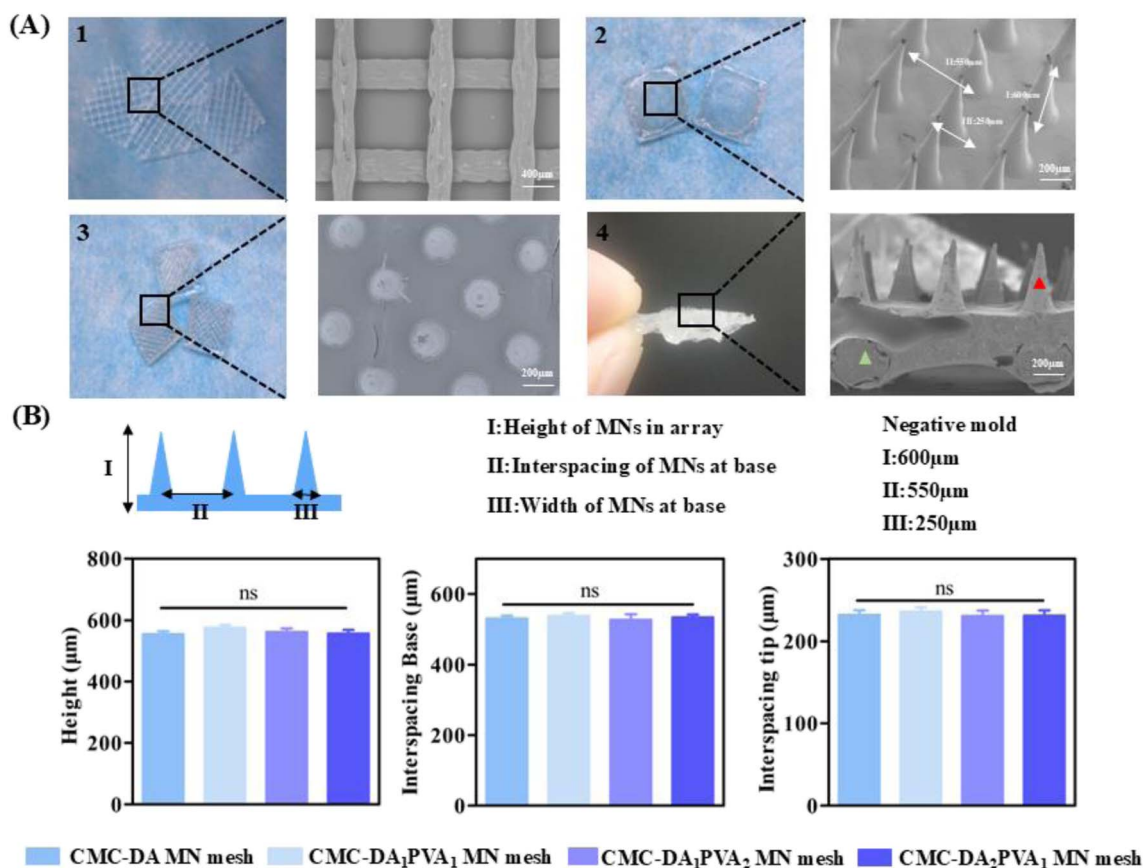 (A)
1
400μm
2
II:550μm
I:600μm
III:250μm
200μm
3
200μm
4
200μm
(B)
I
II
III
I:Height of MNs in array
II:Interspacing of MNs at base
III:Width of MNs at base
Negative mold
I:600μm
II:550μm
III:250μm
Height (μm)
800
600
400
200
0
ns
Interspacing Base (μm)
600
400
200
0
ns
Interspacing tip (μm)
300
200
100
0
ns
CMC-DA MN mesh
CMC-DA₁PVA₁ MN mesh
CMC-DA₁PVA₂ MN mesh
CMC-DA₂PVA₁ MN mesh